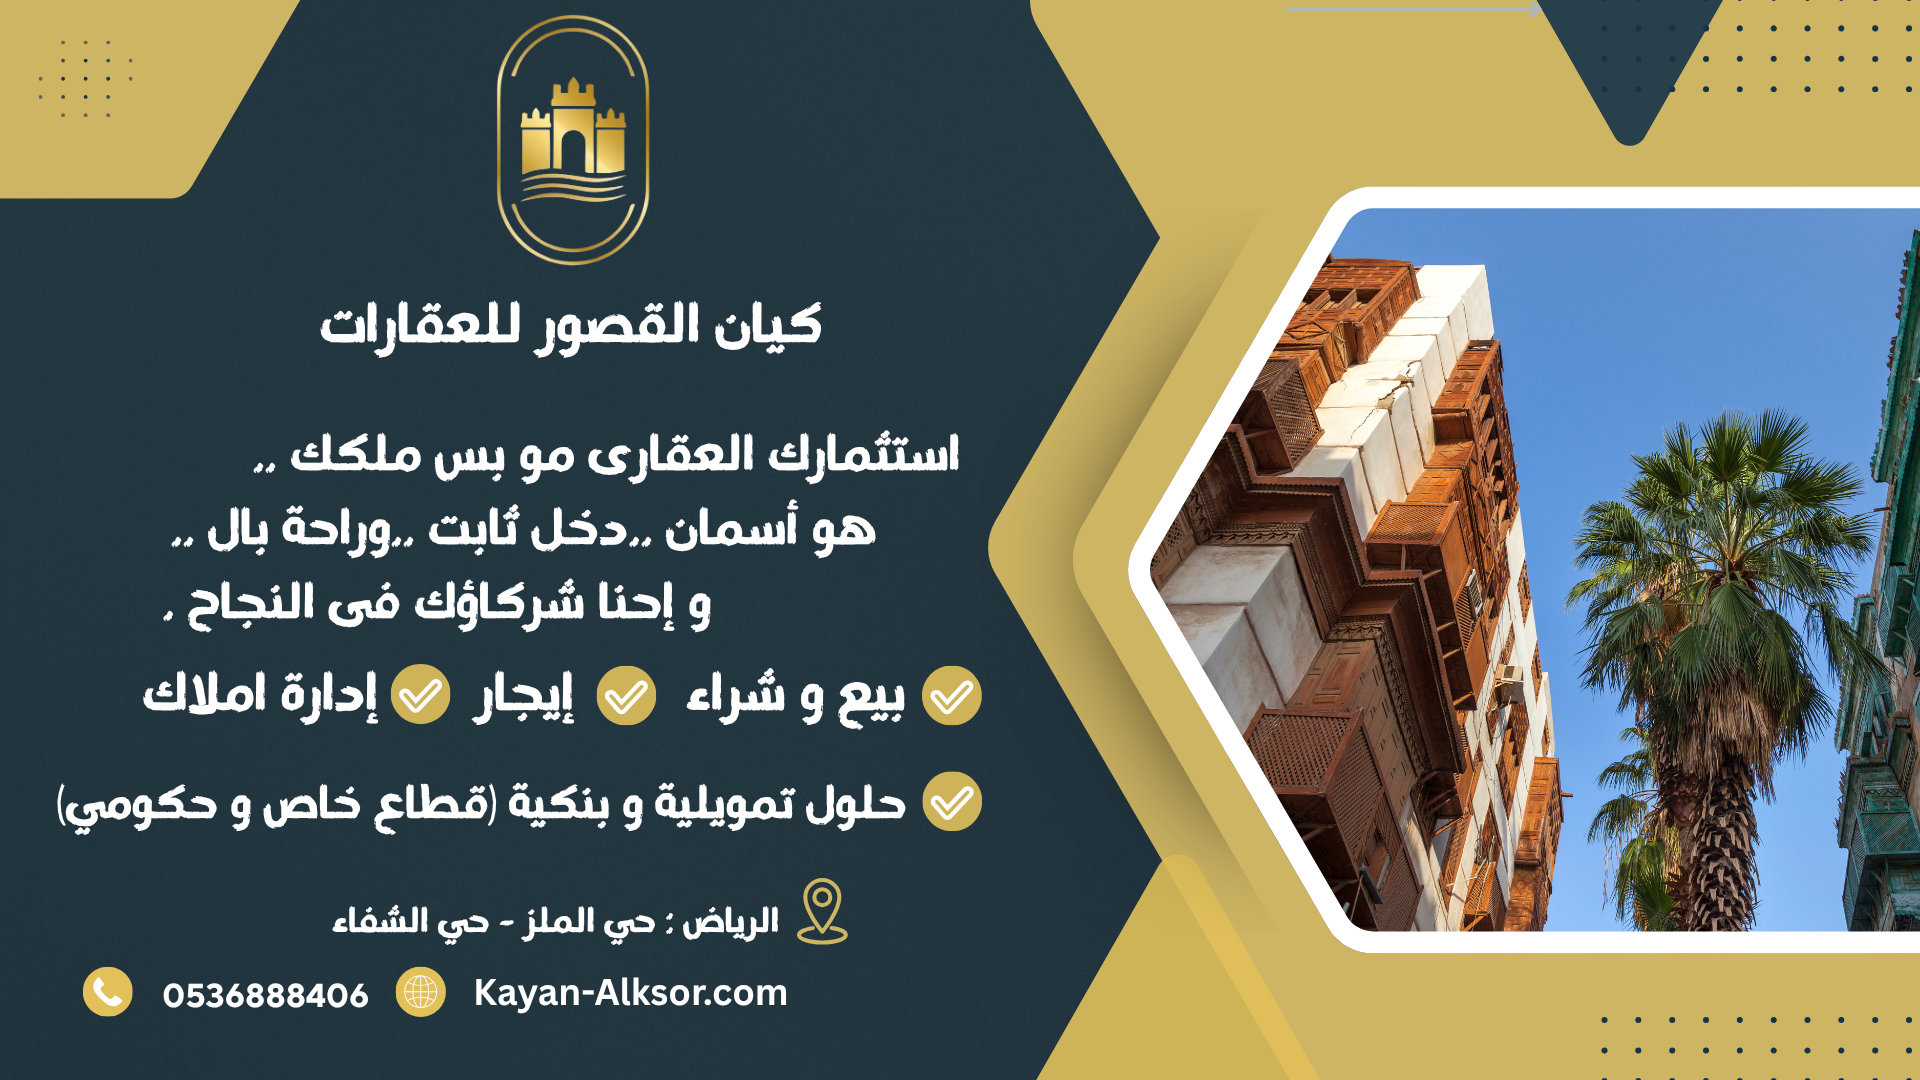 كيان القصور للعقارات
استثمارك العقارى مو بس ملكك ,,
هو أسمان ,,دخل ثابت ,,وراحة بال ,,
و إحنا شركاؤك فى النجاح .
بيع و شراء إيجار إدارة املاك
حلول تمويلية و بنكية (قطاع خاص و حكومي)
الرياض : حي الملز - حي الشفاء
0536888406 Kayan-Alksor.com